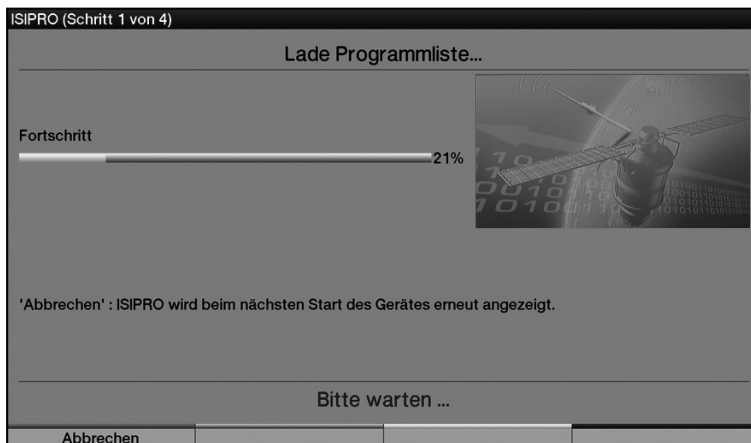 ISIPRO (Schritt 1 von 4)
Lade Programmliste...
Fortschritt
21%
'Abbrechen' : ISIPRO wird beim nächsten Start des Gerätes erneut angezeigt.
Bitte warten ...
Abbrechen